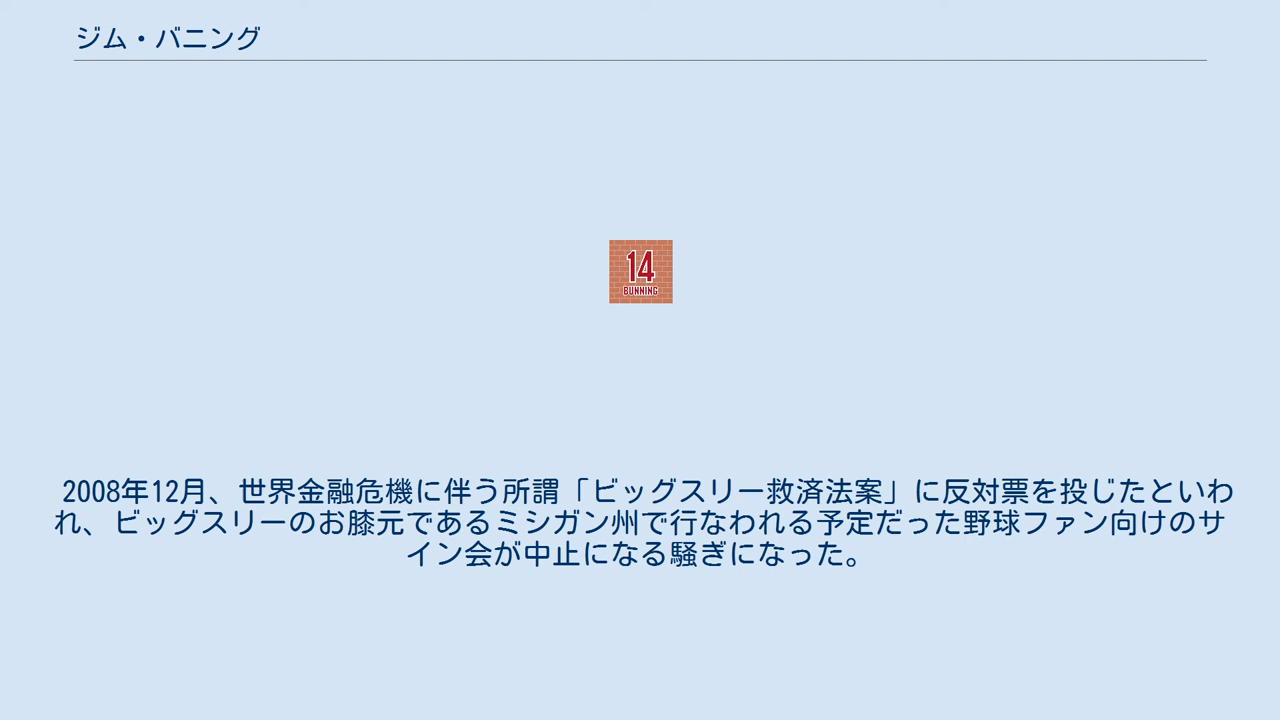 ジム・バニング
14
BUNNING
2008年12月、世界金融危機に伴う所謂「ビッグスリー救済法案」に反対票を投じたといわ
れ、ビッグスリーのお膝元であるミシガン州で行なわれる予定だった野球ファン向けのサ
イン会が中止になる騒ぎになった。